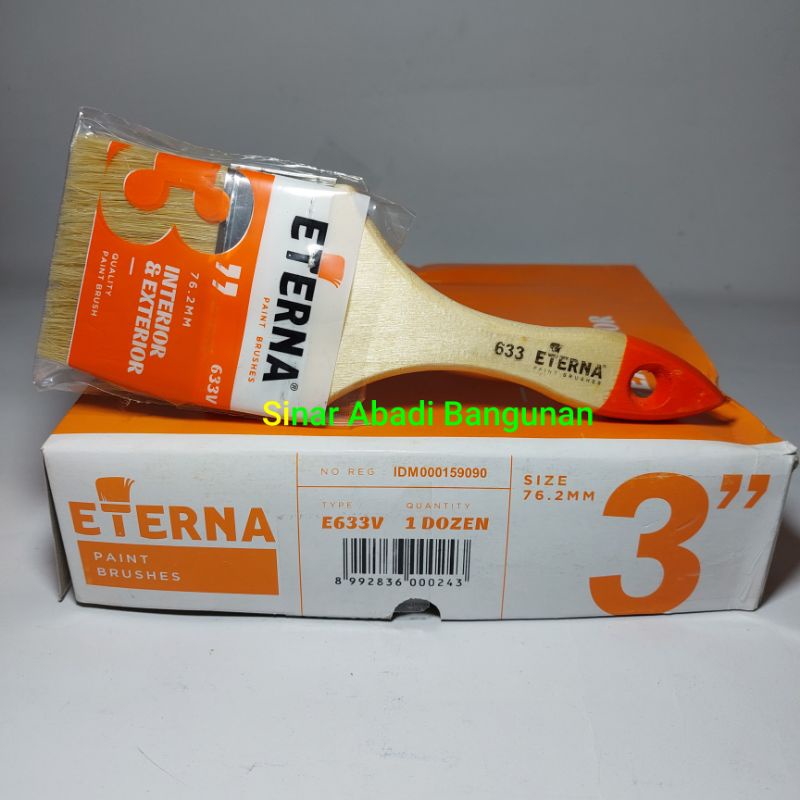 3”
QUALITY
PAINT BRUSH
76.2MM
INTERIOR
& EXTERIOR
633V
ETERNA®
PAINT BRUSHES
633 ETERNA
PAINT BRUSHES
Sinar Abadi Bangunan
ETERNA
PAINT
BRUSHES
NO REG IDM000159090
TYPE
E633V
QUANTITY
1 DOZEN
8 992836 000243
SIZE
76.2MM
3”